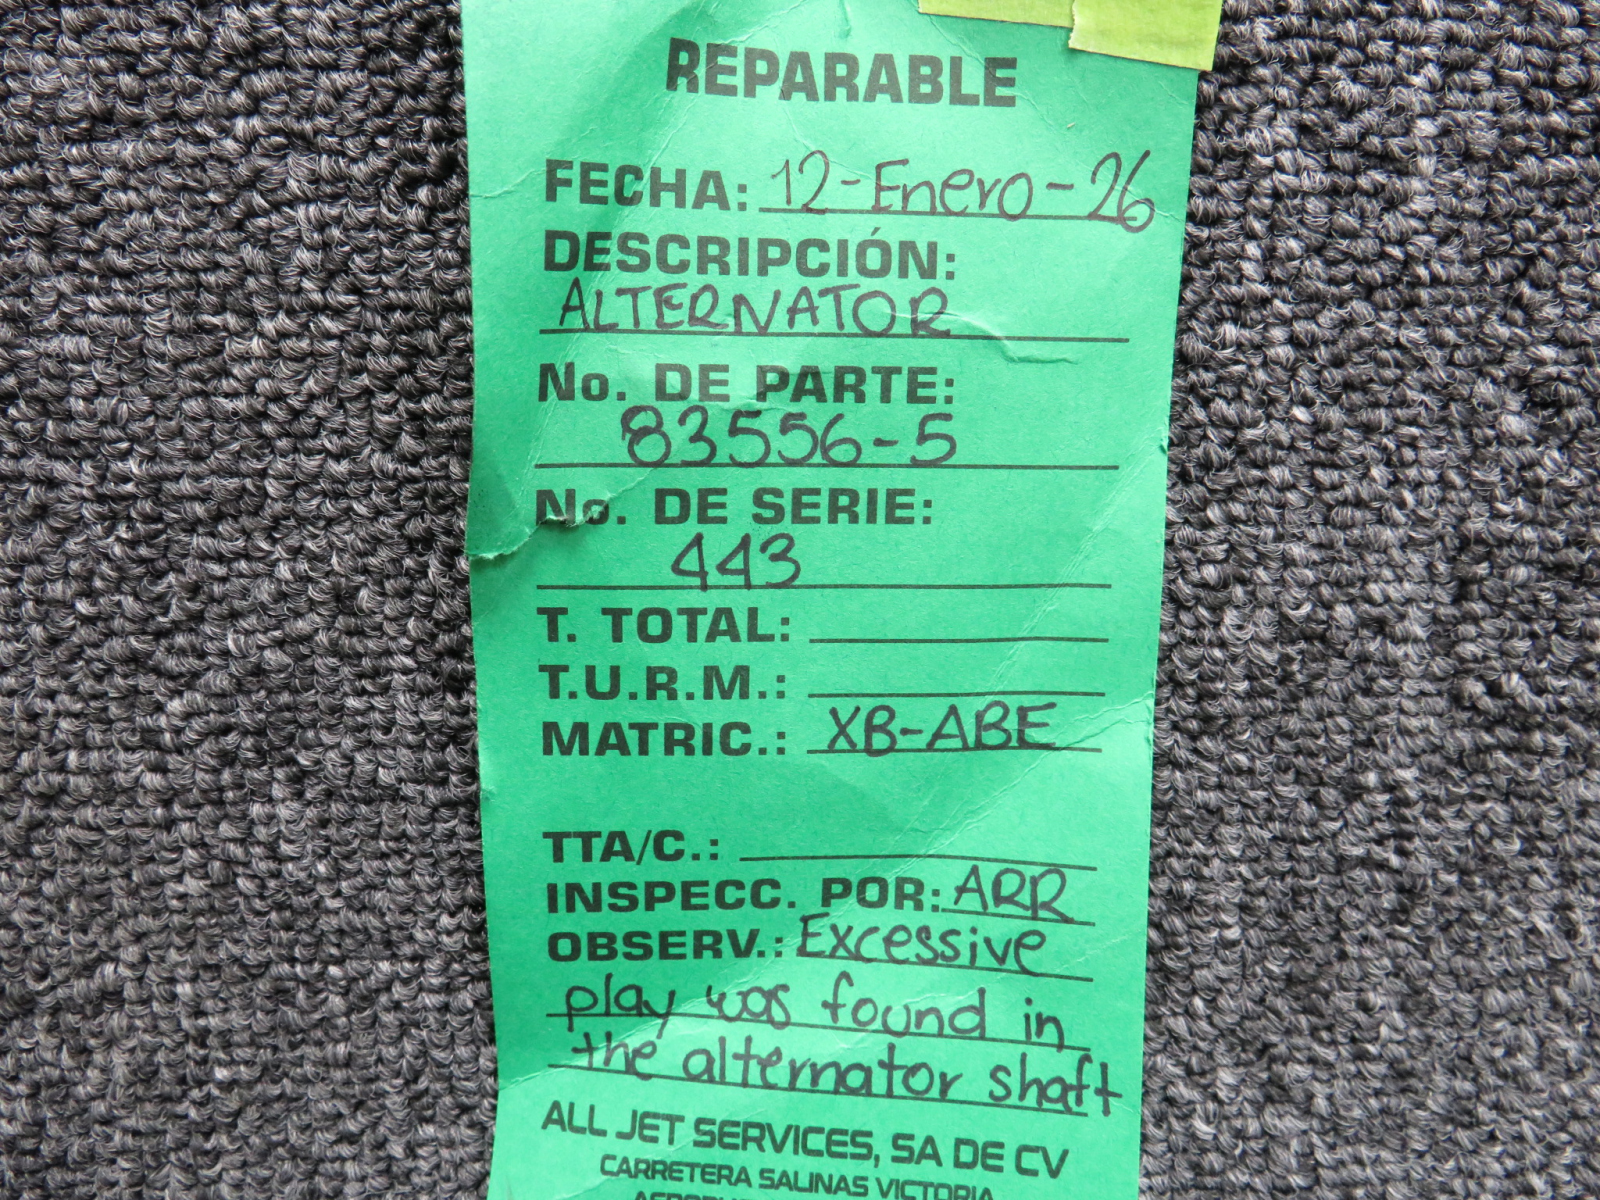 REPARABLE
FECHA: 12-Enero-26
DESCRIPCIÓN:
ALTERNATOR
No. DE PARTE:
83556-5
No. DE SERIE:
443
T. TOTAL:
T.U.R.M.:
MATRIC.: XB-ABE
TTA/C.:
INSPECC. POR: ARR
OBSERV.: Excessive
play was found in
the alternator shaft
ALL JET SERVICES, SA DE CV
CARRETERA SALINAS VICTORIA